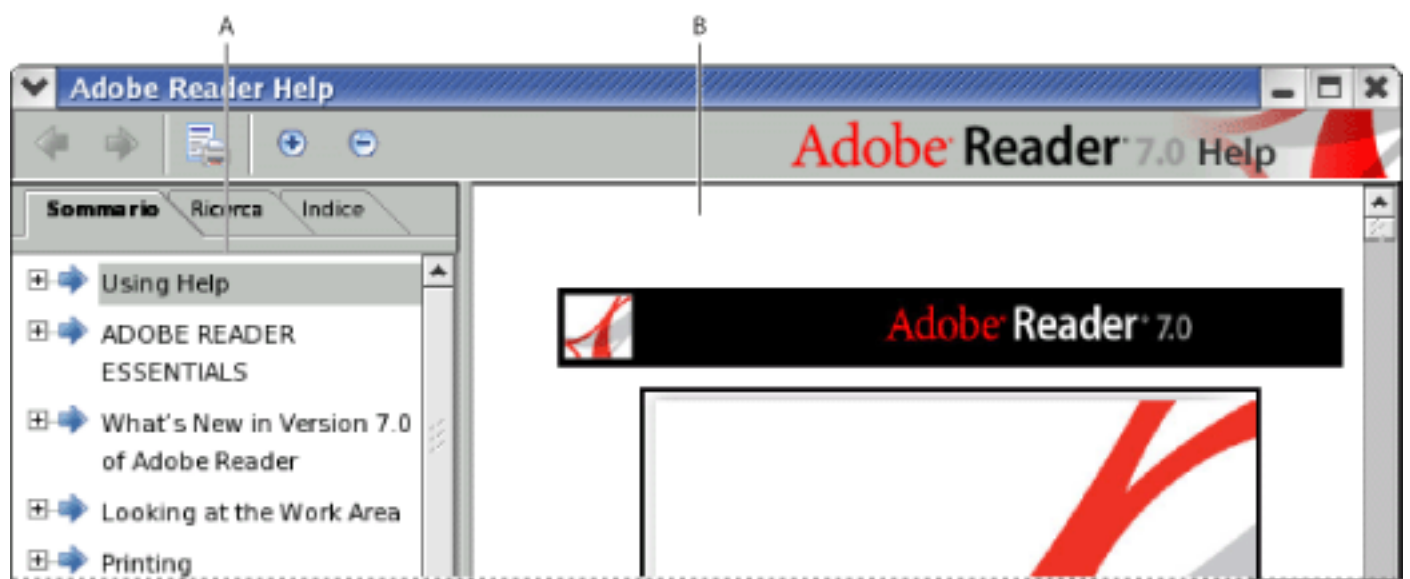 A B
Adobe Reader Help
Adobe Reader 7.0 Help
Sommario Ricerca Indice
Using Help
ADOBE READER
ESSENTIALS
What's New in Version 7.0
of Adobe Reader
Looking at the Work Area
Printing
Adobe Reader 7.0